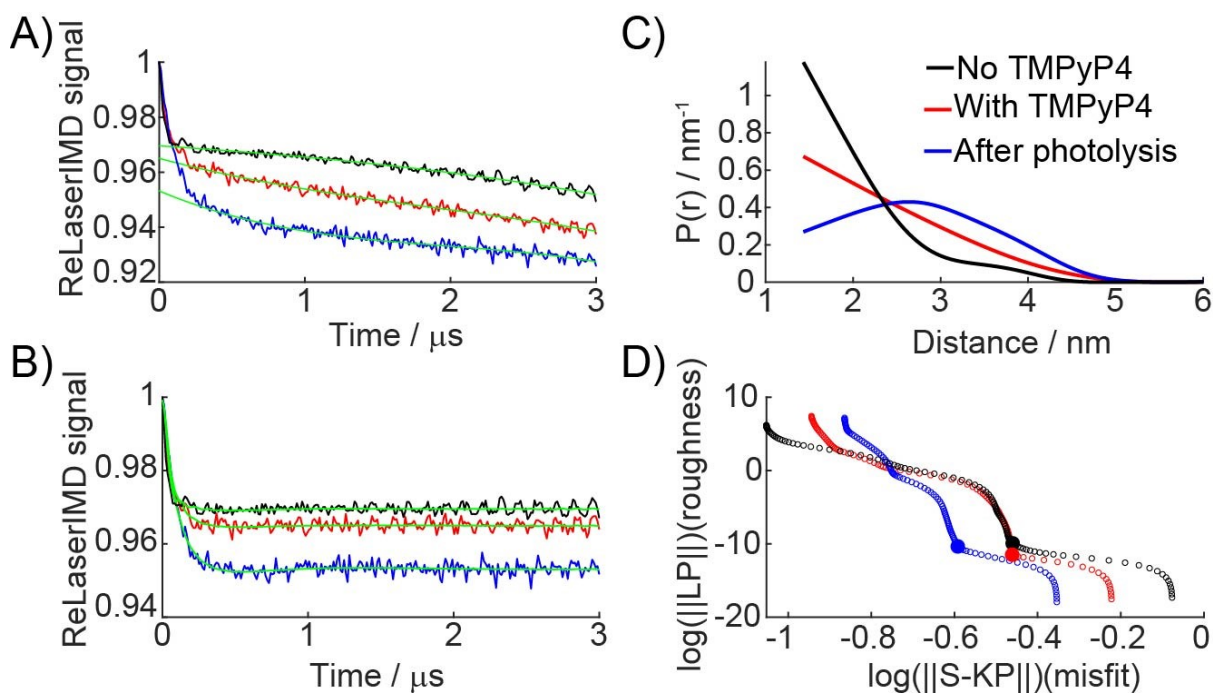 A)
ReLaserIMD signal
1
0.98
0.96
0.94
0.92
0 1 2 3
Time / μs
B)
ReLaserIMD signal
1
0.98
0.96
0.94
0 1 2 3
Time / μs
C)
P(r) / nm⁻¹
1
0.8
0.6
0.4
0.2
0
1 2 3 4 5 6
Distance / nm
No TMPyP4
With TMPyP4
After photolysis
D)
log(||LP||)(roughness)
10
0
-10
-20
-1 -0.8 -0.6 -0.4 -0.2 0
log(||S-KP||)(misfit)